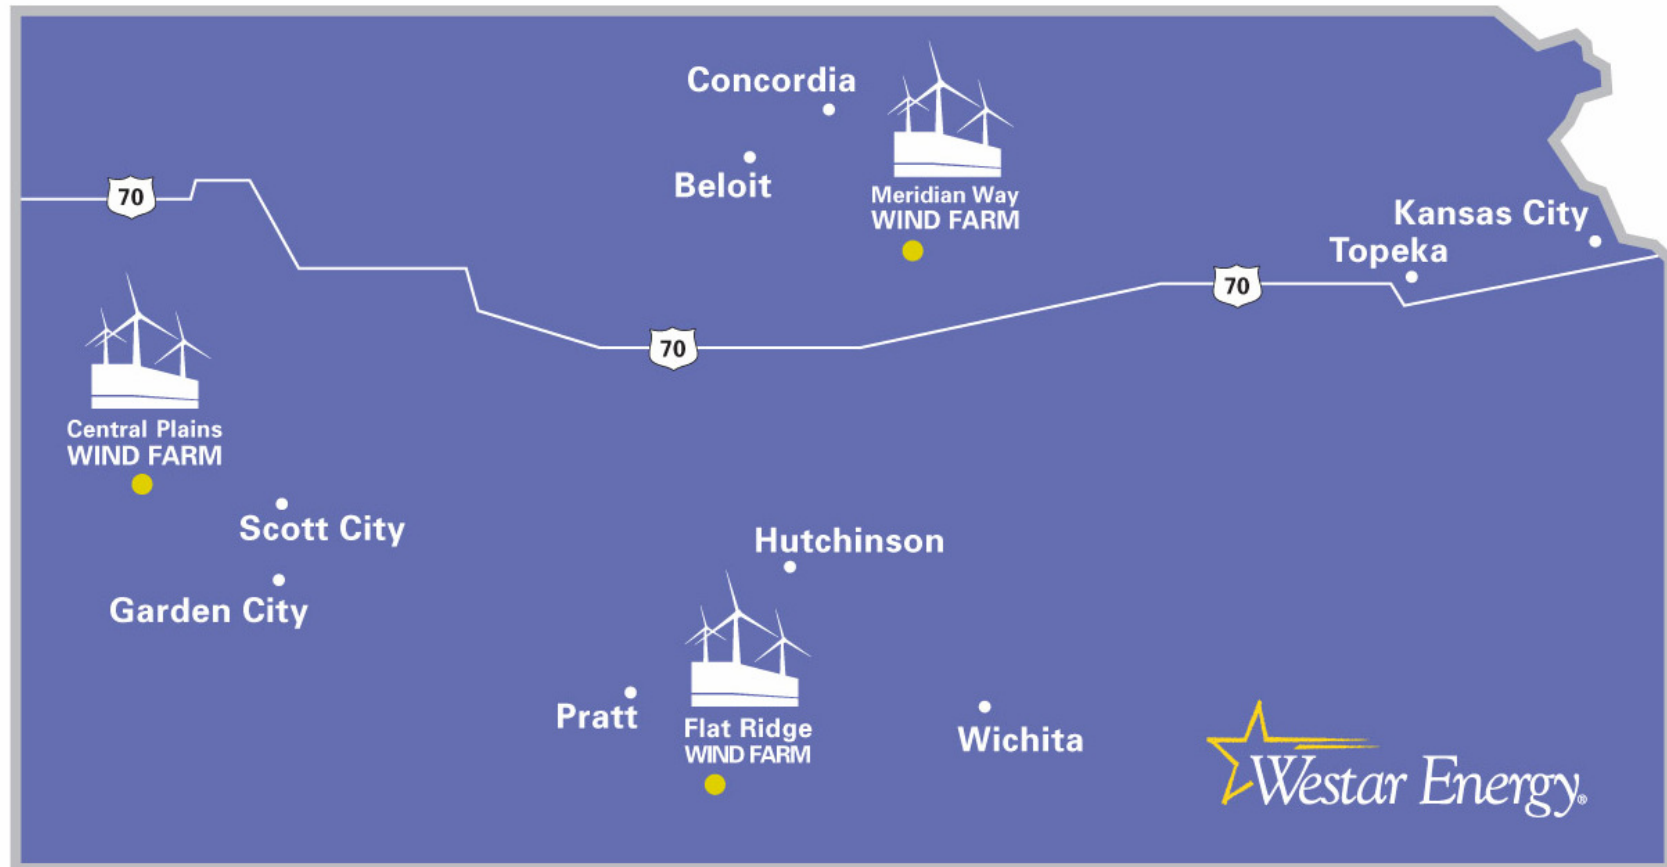 Concordia
Beloit
Meridian Way
WIND FARM
70
Kansas City
Topeka
70
70
Central Plains
WIND FARM
Scott City
Garden City
Hutchinson
Pratt
Flat Ridge
WIND FARM
Wichita
Westar Energy®